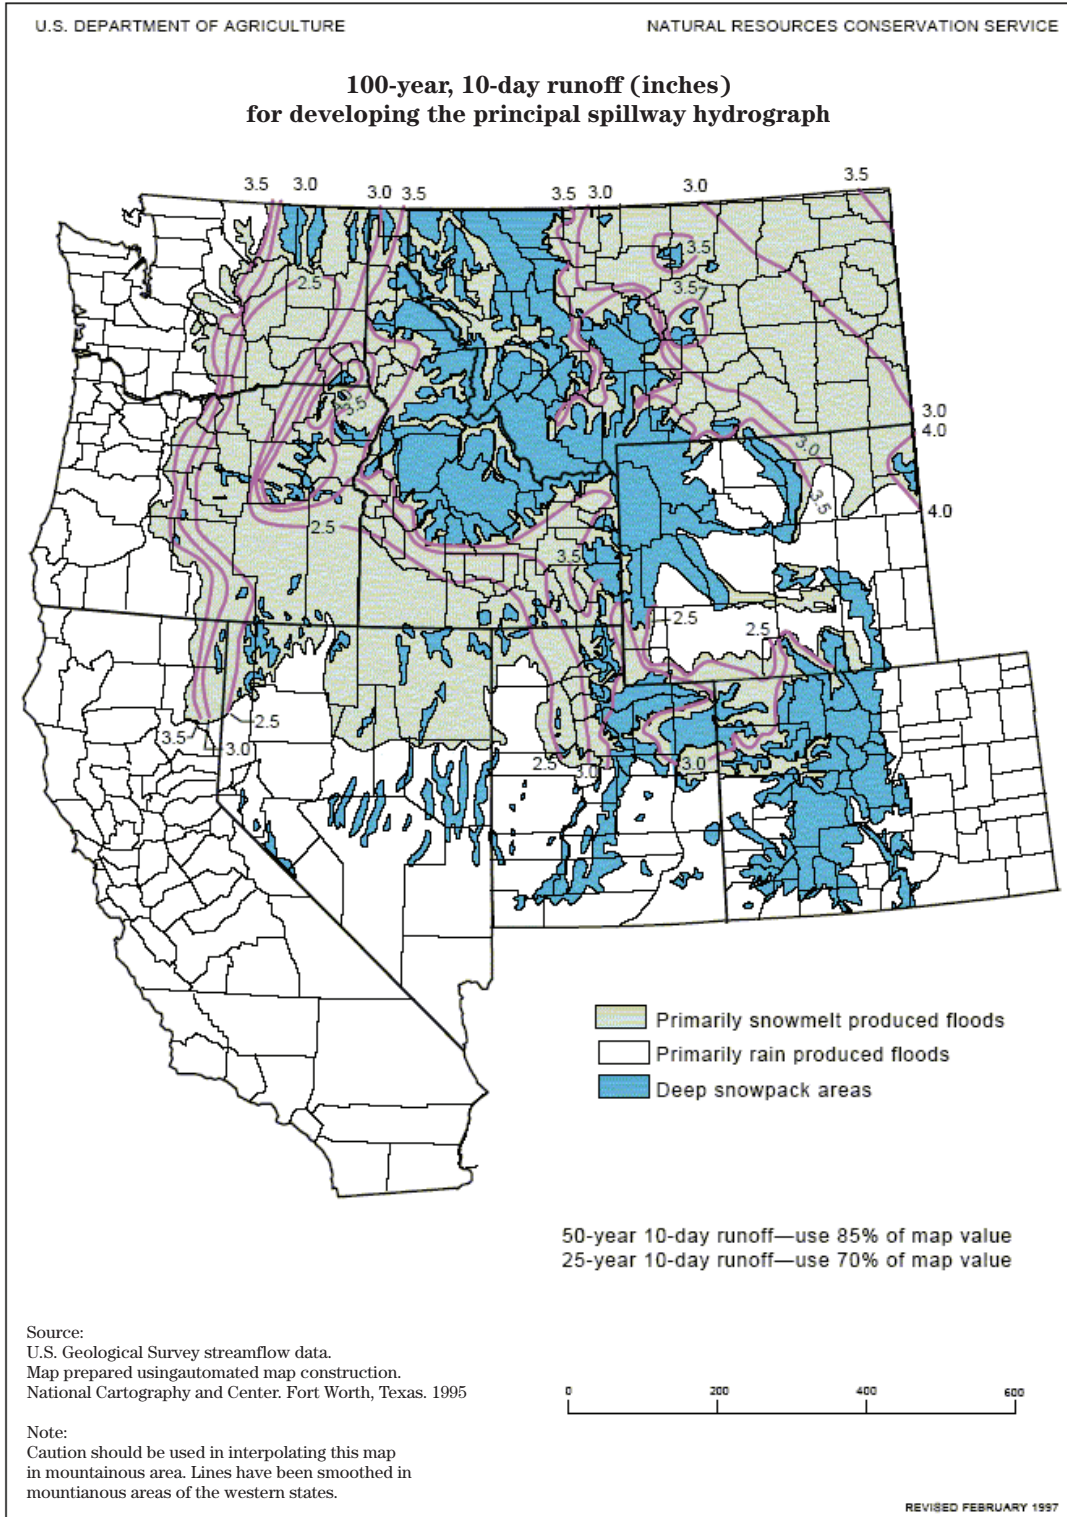 U.S. DEPARTMENT OF AGRICULTURE
NATURAL RESOURCES CONSERVATION SERVICE
100-year, 10-day runoff (inches)
for developing the principal spillway hydrograph
3.5
3.0
3.0
3.5
3.5
3.0
3.0
3.5
3.5
2.5
3.5
3.5
3.0
4.0
3.0
3.5
4.0
2.5
3.5
2.5
2.5
2.5
3.5
3.0
2.5
3.0
3.0
Primarily snowmelt produced floods
Primarily rain produced floods
Deep snowpack areas
50-year 10-day runoff—use 85% of map value
25-year 10-day runoff—use 70% of map value
Source:
U.S. Geological Survey streamflow data.
Map prepared usingautomated map construction.
National Cartography and Center. Fort Worth, Texas. 1995
0 200 400 600
Note:
Caution should be used in interpolating this map
in mountainous area. Lines have been smoothed in
mountianous areas of the western states.
REVISED FEBRUARY 1997